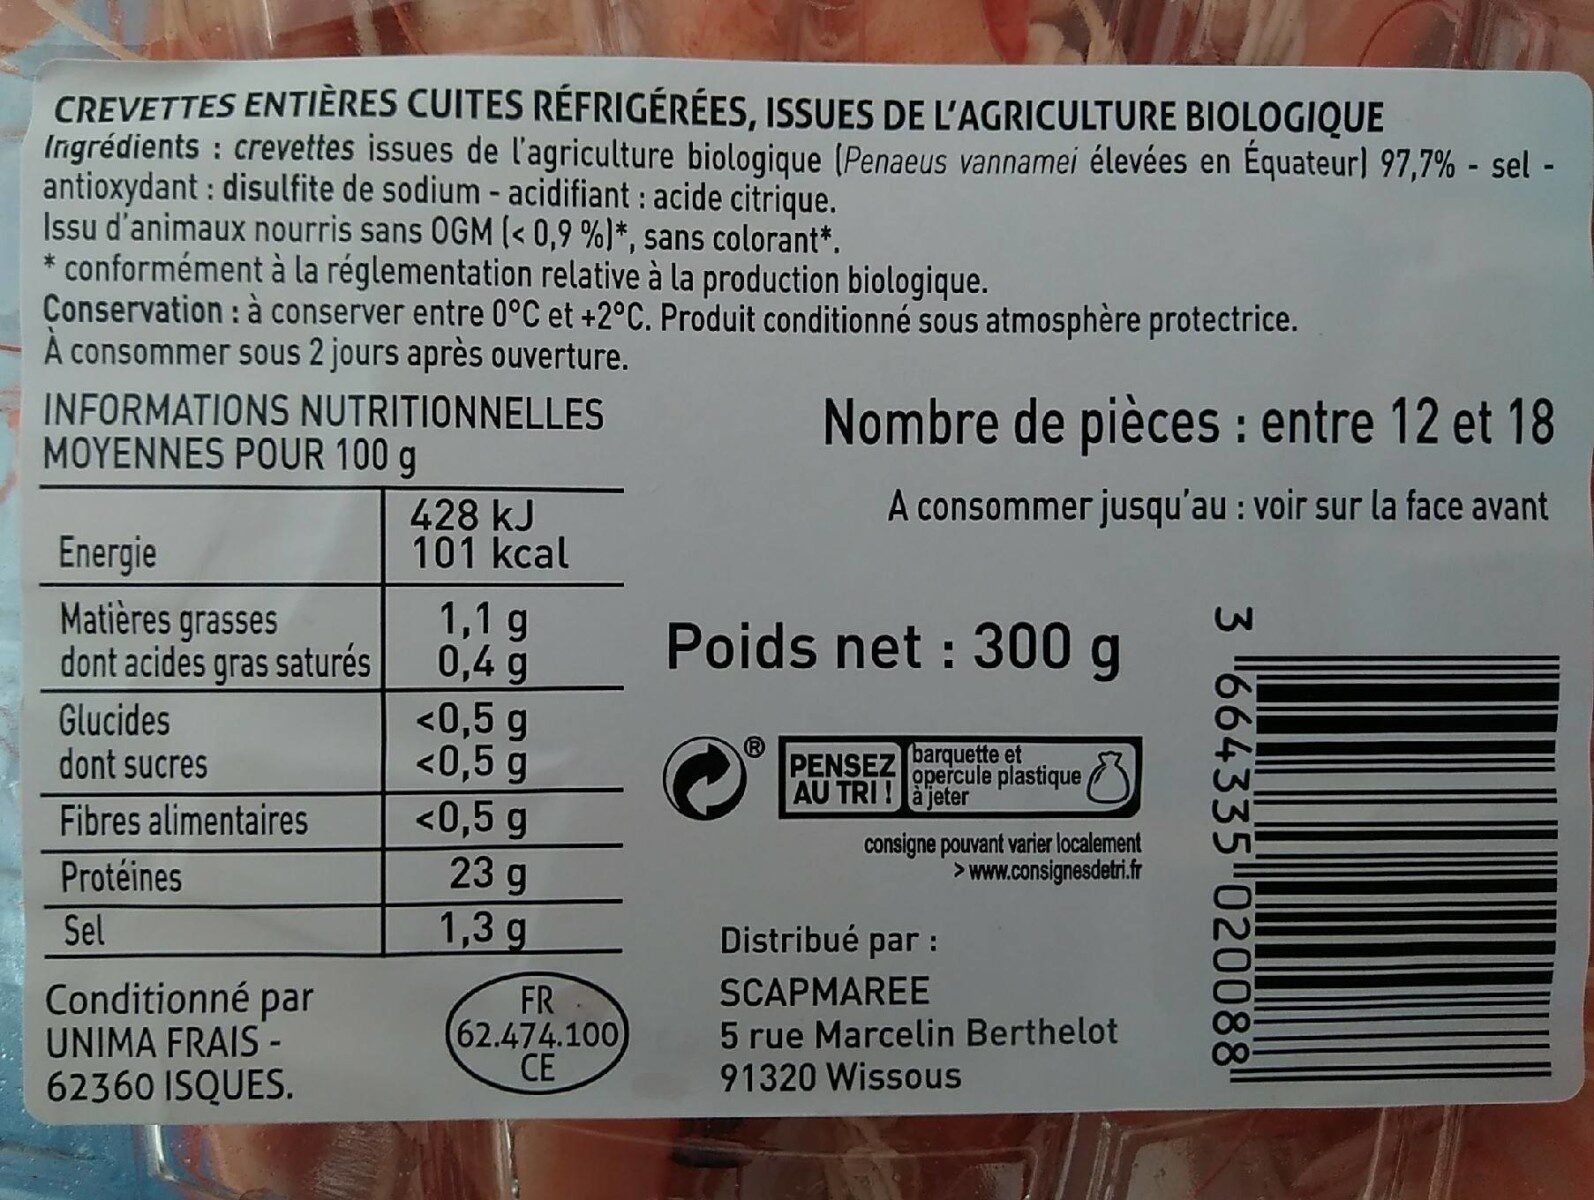 CREVETTES ENTIÈRES CUITES RÉFRIGÉRÉES, ISSUES DE L'AGRICULTURE BIOLOGIQUE
Ingrédients : crevettes issues de l'agriculture biologique (Penaeus vannamei élevées en Équateur) 97,7% - sel -
antioxydant : disulfite de sodium - acidifiant : acide citrique.
Issu d'animaux nourris sans OGM (< 0,9 %)*, sans colorant*.
* conformément à la réglementation relative à la production biologique.
Conservation : à conserver entre 0°C et +2°C. Produit conditionné sous atmosphère protectrice.
À consommer sous 2 jours après ouverture.
INFORMATIONS NUTRITIONNELLES
MOYENNES POUR 100 g
Energie 428 kJ
101 kcal
Matières grasses 1,1 g
dont acides gras saturés 0,4 g
Glucides <0,5 g
dont sucres <0,5 g
Fibres alimentaires <0,5 g
Protéines 23 g
Sel 1,3 g
Conditionné par
UNIMA FRAIS -
62360 ISQUES.
FR
62.474.100
CE
Nombre de pièces : entre 12 et 18
A consommer jusqu'au : voir sur la face avant
Poids net : 300 g
®
PENSEZ
AU TRI !
barquette et
opercule plastique
à jeter
consigne pouvant varier localement
> www.consignesdetri.fr
Distribué par :
SCAPMAREE
5 rue Marcelin Berthelot
91320 Wissous
3 664335 020088